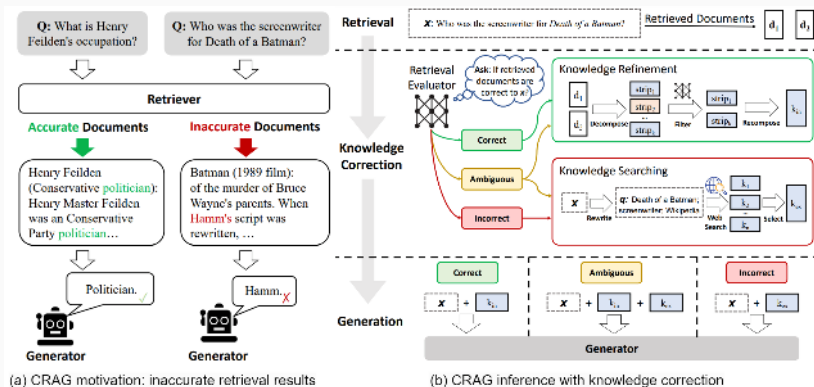 Q: What is Henry
Feilden's occupation?
Q: Who was the screenwriter
for Death of a Batman?
Retriever
Accurate Documents
Inaccurate Documents
Henry Feilden
(Conservative politician):
Henry Master Feilden
was an Conservative
Party politician…
Batman (1989 film):
of the murder of Bruce
Wayne's parents. When
Hamm's script was
rewritten, …
Politician.
Hamm.
Generator
Generator
(a) CRAG motivation: inaccurate retrieval results
Retrieval
x: Who was the screenwriter for Death of a Batman?
Retrieved Documents
d1
d2
Knowledge
Correction
Retrieval
Evaluator
Ask: If retrieved
documents are
correct to x?
Correct
Ambiguous
Incorrect
Knowledge Refinement
d1
d2
Decompose
strip1
strip2
...
Filter
strip1
Recompose
kin
Knowledge Searching
x
Rewrite
q: Death of a Batman;
screenwriter; Wikipedia
Web
Search
k1
k2
...
kn
Select
kex
Generation
Correct
x + kin
Ambiguous
x + kin + kex
Incorrect
x + kex
Generator
(b) CRAG inference with knowledge correction